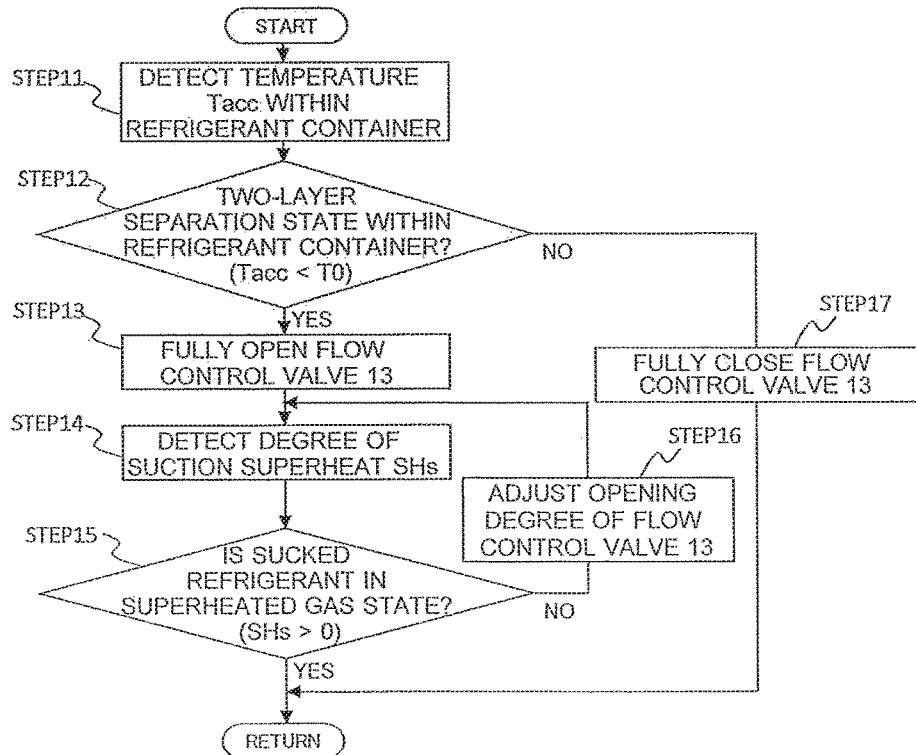 START
STEP11
DETECT TEMPERATURE
Tacc WITHIN
REFRIGERANT CONTAINER
STEP12
TWO-LAYER
SEPARATION STATE WITHIN
REFRIGERANT CONTAINER?
(Tacc < T0)
NO
YES
STEP13
FULLY OPEN FLOW
CONTROL VALVE 13
STEP17
FULLY CLOSE FLOW
CONTROL VALVE 13
STEP14
DETECT DEGREE OF
SUCTION SUPERHEAT SHs
STEP16
ADJUST OPENING
DEGREE OF FLOW
CONTROL VALVE 13
STEP15
IS SUCKED
REFRIGERANT IN
SUPERHEATED GAS STATE?
(SHs > 0)
NO
YES
RETURN